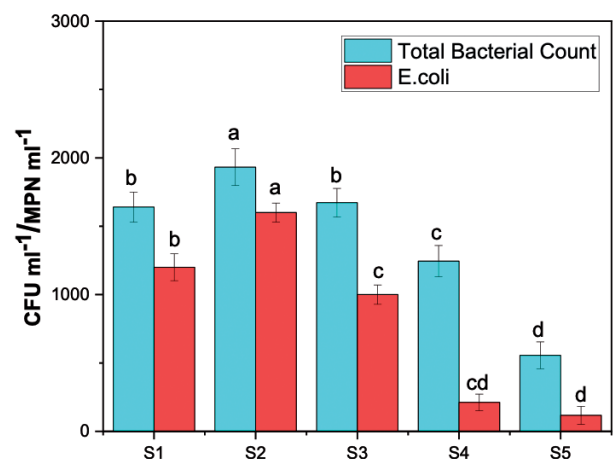 3000
2000
1000
0
CFU ml⁻¹/MPN ml⁻¹
Total Bacterial Count
E.coli
b
b
a
a
b
c
c
cd
d
d
S1
S2
S3
S4
S5